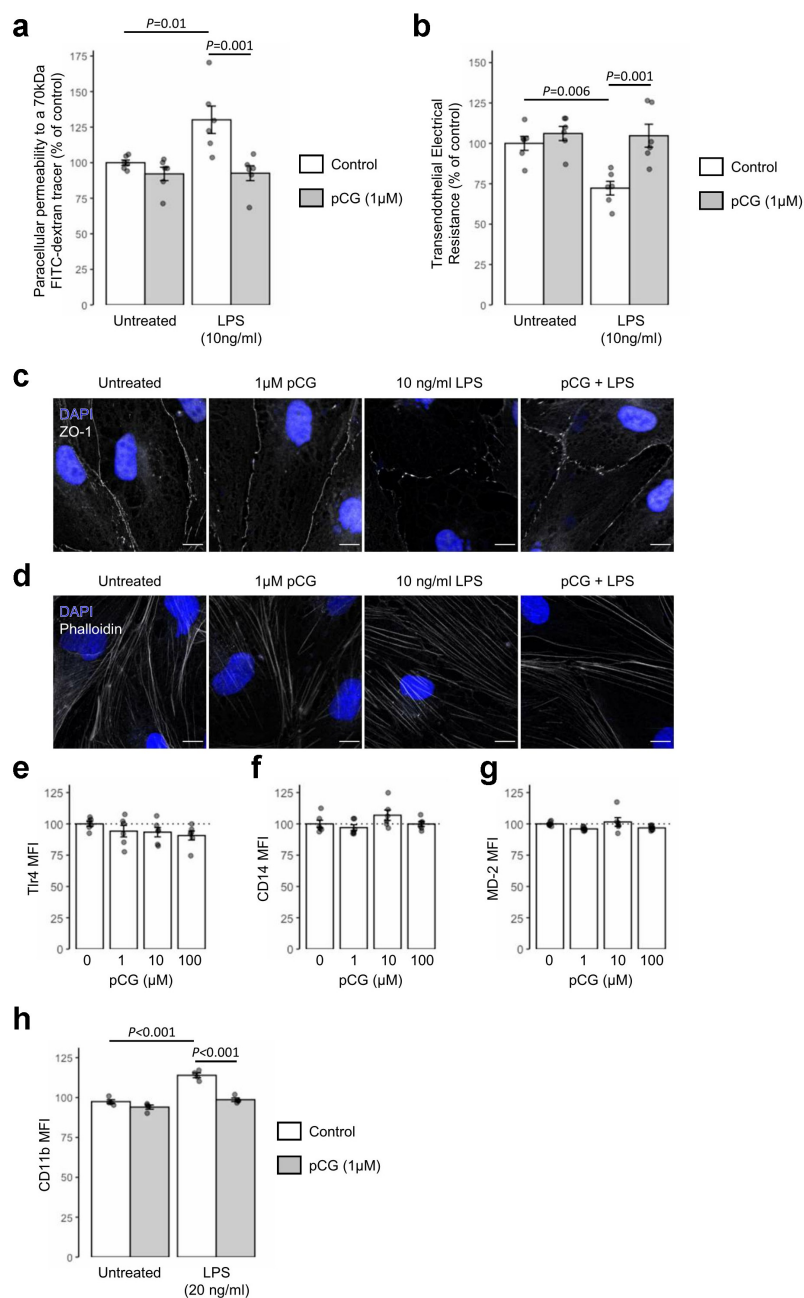 a
P=0.01
P=0.001
Paracellular permeability to a 70kDa
FITC-dextran tracer (% of control)
175
150
125
100
75
50
25
0
Untreated
LPS
(10ng/ml)
Control
pCG (1µM)
b
P=0.006
P=0.001
Transendothelial Electrical
Resistance (% of control)
150
125
100
75
50
25
0
Untreated
LPS
(10ng/ml)
Control
pCG (1µM)
c
Untreated
1µM pCG
10 ng/ml LPS
pCG + LPS
DAPI
ZO-1
d
Untreated
1µM pCG
10 ng/ml LPS
pCG + LPS
DAPI
Phalloidin
e
Tlr4 MFI
125
100
75
50
25
0
0 1 10 100
pCG (µM)
f
CD14 MFI
125
100
75
50
25
0
0 1 10 100
pCG (µM)
g
MD-2 MFI
125
100
75
50
25
0
0 1 10 100
pCG (µM)
h
P<0.001
P<0.001
CD11b MFI
125
100
75
50
25
0
Untreated
LPS
(20 ng/ml)
Control
pCG (1µM)